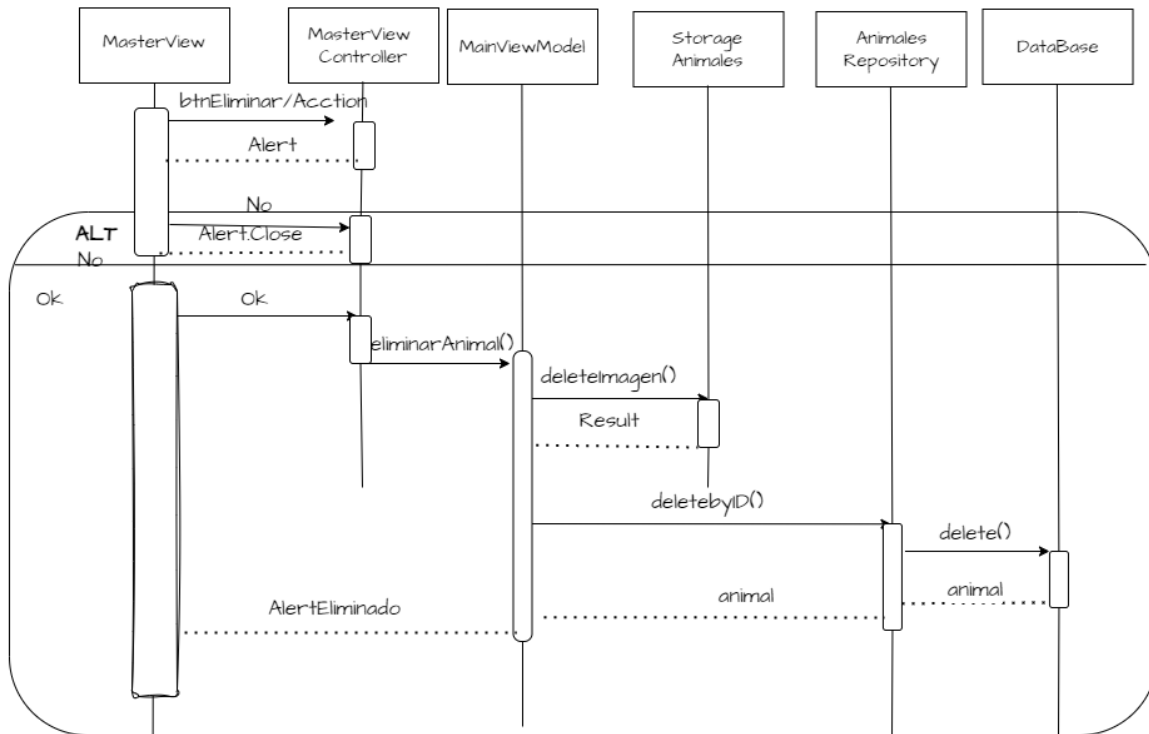 MasterView
MasterView
Controller
MainViewModel
Storage
Animales
Animales
Repository
DataBase
btnEliminar/Acction
Alert
No
ALT
Alert.Close
No
Ok
Ok
eliminarAnimal()
deleteImagen()
Result
deletebyID()
delete()
animal
animal
AlertEliminado